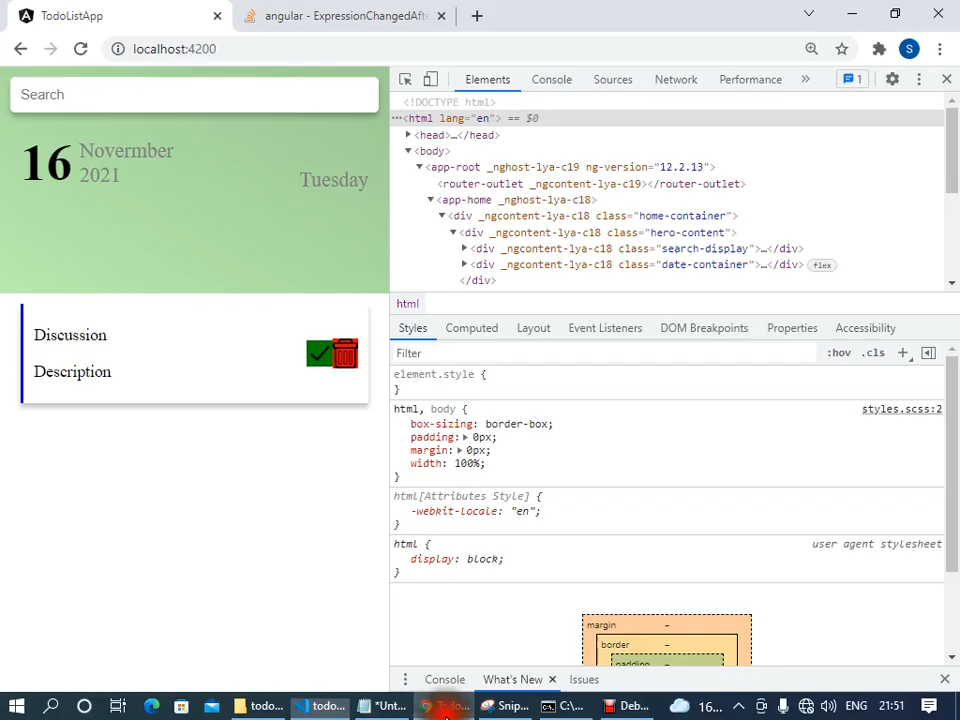 TodoListApp
angular - ExpressionChangedAfte
localhost:4200
S
Search
16
Novermber
2021
Tuesday
Discussion
Description
Elements
Console
Sources
Network
Performance
»
1
<!DOCTYPE html>
⋯<html lang="en"> == $0
<head>…</head>
<body>
<app-root _nghost-lya-c19 ng-version="12.2.13">
<router-outlet _ngcontent-lya-c19></router-outlet>
<app-home _nghost-lya-c18>
<div _ngcontent-lya-c18 class="home-container">
<div _ngcontent-lya-c18 class="hero-content">
<div _ngcontent-lya-c18 class="search-display">…</div>
<div _ngcontent-lya-c18 class="date-container">…</div> flex
</div>
html
Styles
Computed
Layout
Event Listeners
DOM Breakpoints
Properties
Accessibility
Filter
:hov .cls +
element.style {
}
html, body { styles.scss:2
box-sizing: border-box;
padding: 0px;
margin: 0px;
width: 100%;
}
html[Attributes Style] {
-webkit-locale: "en";
}
html { user agent stylesheet
display: block;
}
margin -
border -
padding
Console
What's New
Issues
todo...
todo...
*Unt...
Todo...
Snip...
C:\...
Deb...
16...
ENG
21:51